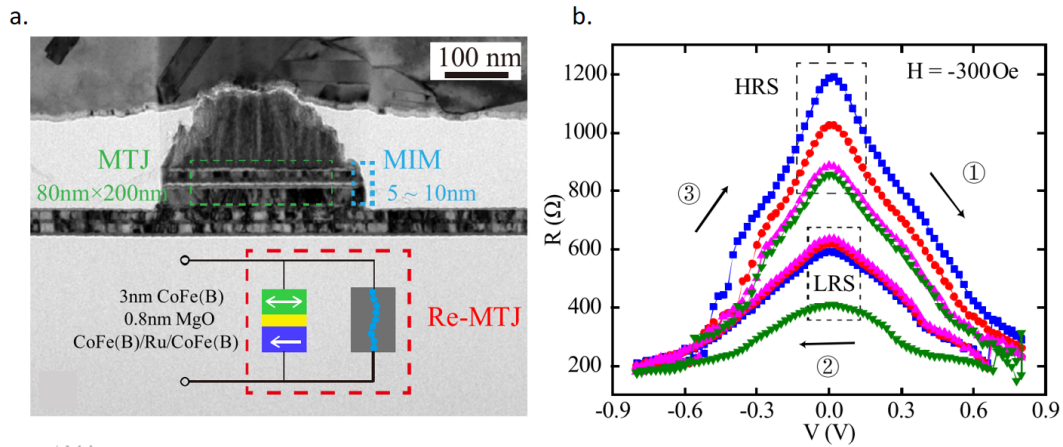 a.
100 nm
MTJ
80nm×200nm
MIM
5 ~ 10nm
3nm CoFe(B)
0.8nm MgO
CoFe(B)/Ru/CoFe(B)
Re-MTJ
b.
H = -300Oe
HRS
LRS
①
②
③
R (Ω)
1200
1000
800
600
400
200
-0.9 -0.6 -0.3 0.0 0.3 0.6 0.9
V (V)